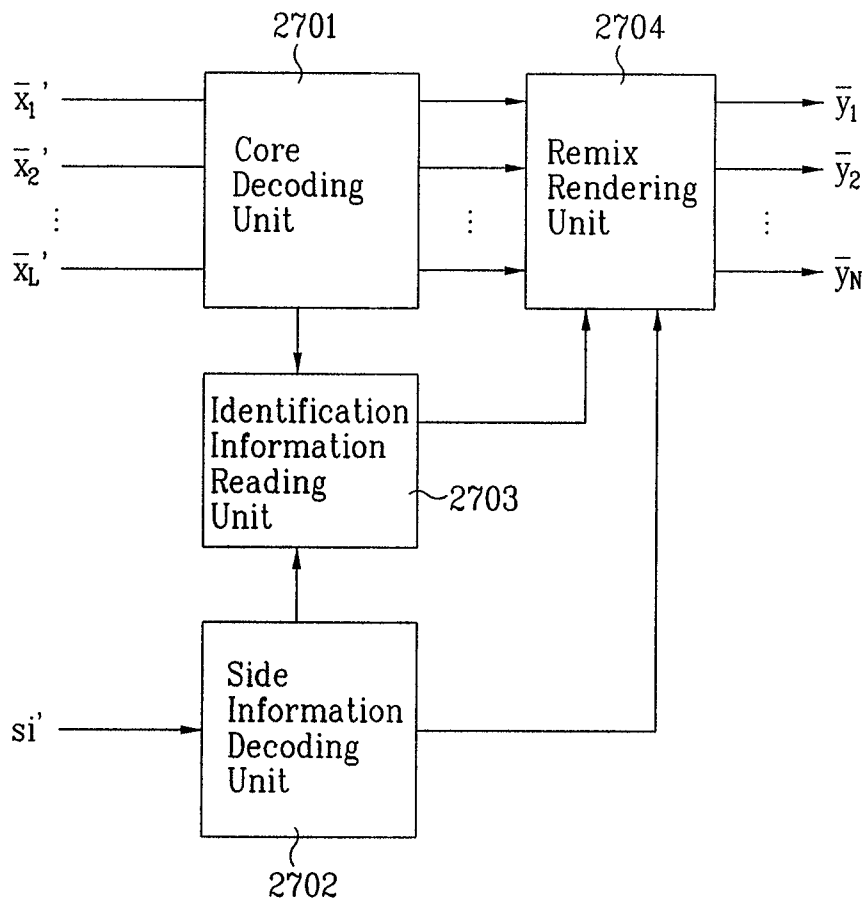 2701
2704
x̄₁'
x̄₂'
⋮
x̄L'
Core
Decoding
Unit
⋮
Remix
Rendering
Unit
ȳ₁
ȳ₂
⋮
ȳN
Identification
Information
Reading
Unit
2703
si'
Side
Information
Decoding
Unit
2702